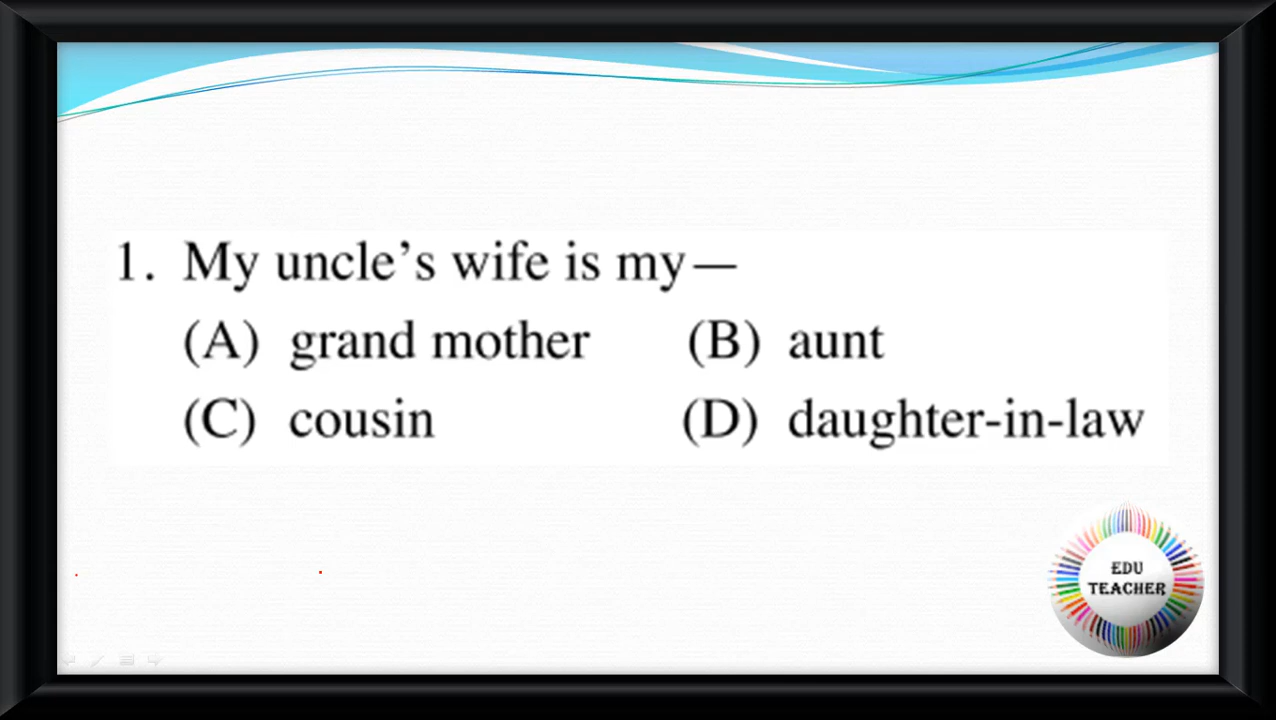 1. My uncle’s wife is my—
(A) grand mother (B) aunt
(C) cousin (D) daughter-in-law
EDU
TEACHER